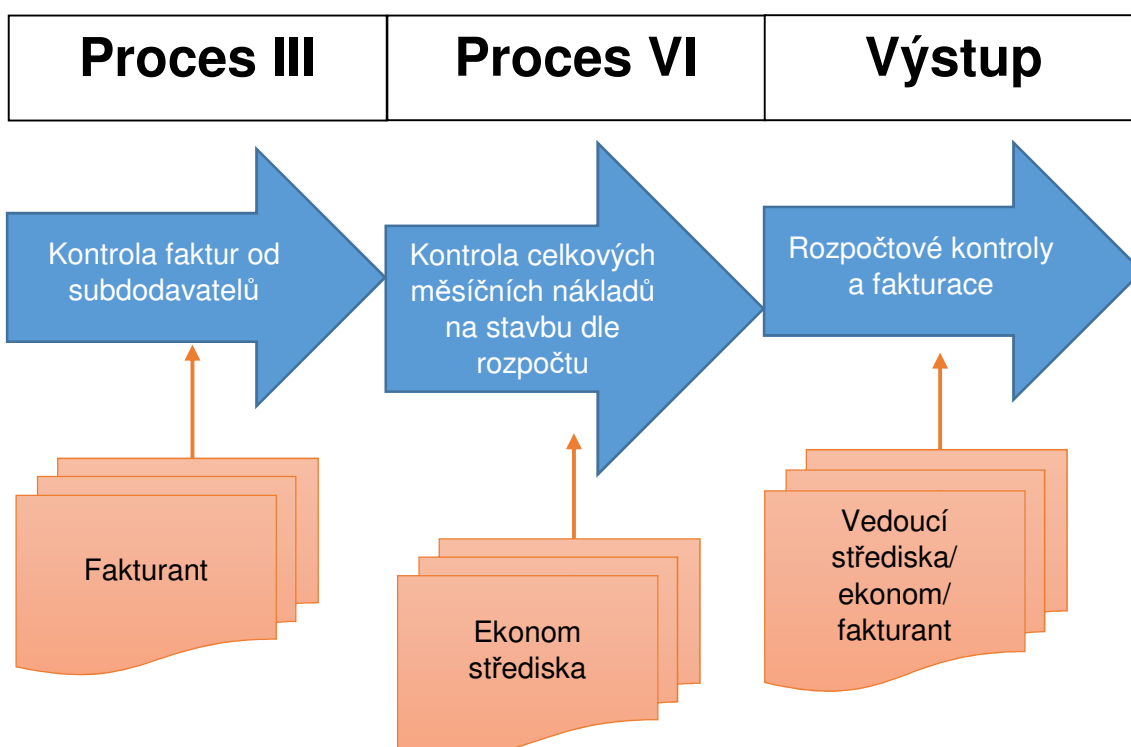 Proces III
Proces VI
Výstup
Kontrola faktur od
subdodavatelů
Kontrola celkových
měsíčních nákladů
na stavbu dle
rozpočtu
Rozpočtové kontroly
a fakturace
Fakturant
Ekonom
střediska
Vedoucí
střediska/
ekonom/
fakturant